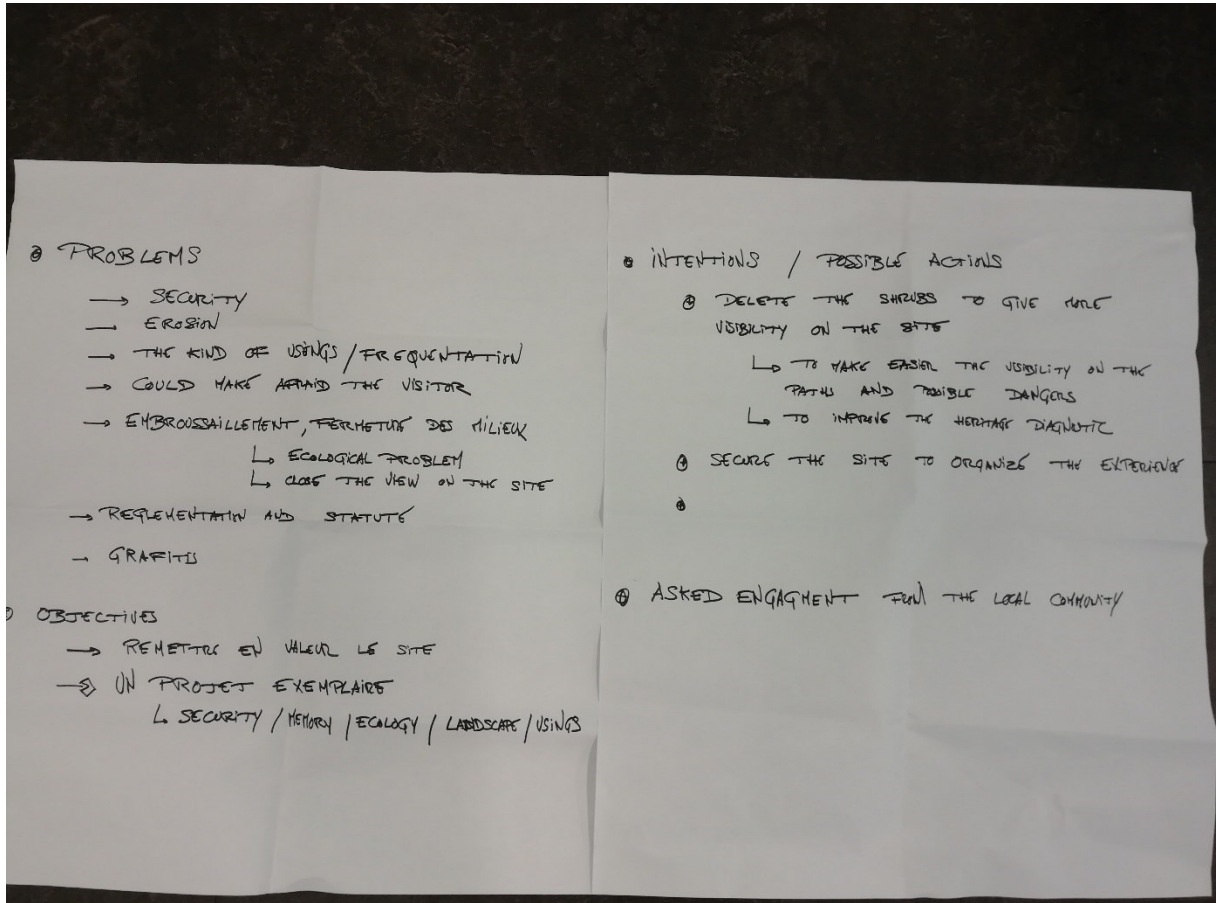 PROBLEMS
→ SECURITY
— EROSION
→ THE KIND OF USINGS / FREQUENTATION
→ COULD MAKE AFRAID THE VISITOR
→ EMBROUSSAILLEMENT, FERMETURE DES MILIEUX
↳ ECOLOGICAL PROBLEM
↳ CLOSE THE VIEW ON THE SITE
→ REGLEMENTATION AND STATUTE
→ GRAFITIS
OBJECTIVES
→ REMETTRE EN VALEUR LE SITE
→ UN PROJET EXEMPLAIRE
↳ SECURITY / MEMORY / ECOLOGY / LANDSCAPE / USINGS
INTENTIONS / POSSIBLE ACTIONS
DELETE THE SHRUBS TO GIVE MORE
VISIBILITY ON THE SITE
↳ TO MAKE EASIER THE VISIBILITY ON THE
PATHS AND POSSIBLE DANGERS
↳ TO IMPROVE THE HERITAGE DIAGNOTIC
SECURE THE SITE TO ORGANIZE THE EXPERIENCE
ASKED ENGAGMENT THE LOCAL COMMUNITY